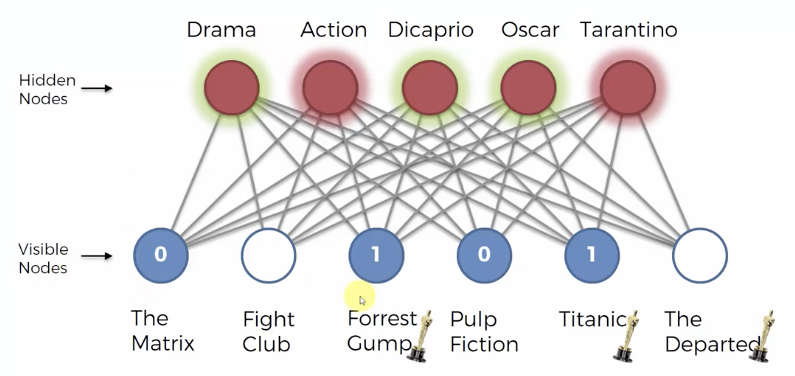 Drama Action Dicaprio Oscar Tarantino
Hidden
Nodes
0 1 0 1
Visible
Nodes
The
Matrix
Fight
Club
Forrest
Gump
Pulp
Fiction
Titanic
The
Departed